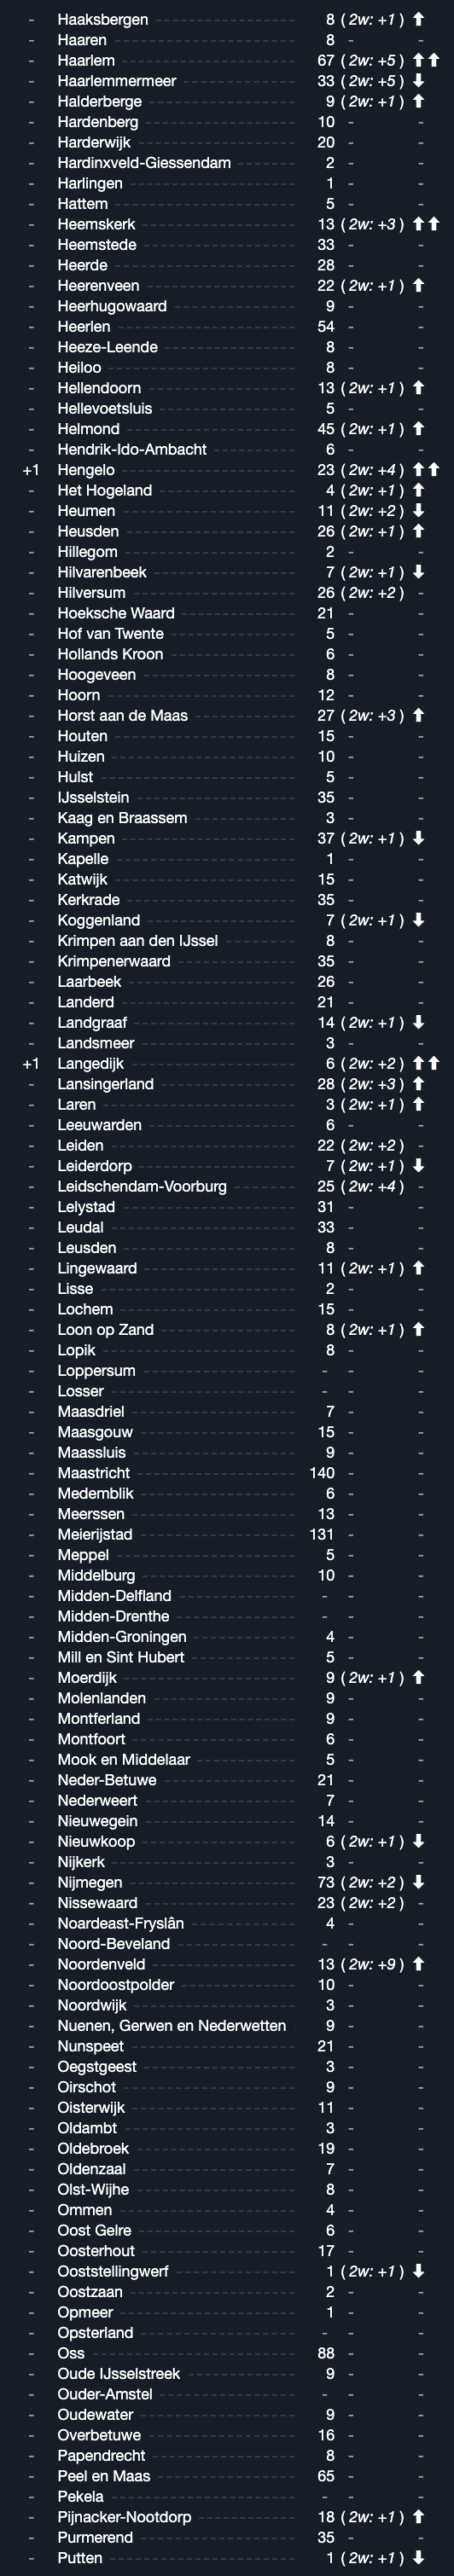 - Haaksbergen 8 ( 2w: +1 ) ⬆
- Haaren 8 - -
- Haarlem 67 ( 2w: +5 ) ⬆⬆
- Haarlemmermeer 33 ( 2w: +5 ) ⬇
- Halderberge 9 ( 2w: +1 ) ⬆
- Hardenberg 10 - -
- Harderwijk 20 - -
- Hardinxveld-Giessendam 2 - -
- Harlingen 1 - -
- Hattem 5 - -
- Heemskerk 13 ( 2w: +3 ) ⬆⬆
- Heemstede 33 - -
- Heerde 28 - -
- Heerenveen 22 ( 2w: +1 ) ⬆
- Heerhugowaard 9 - -
- Heerlen 54 - -
- Heeze-Leende 8 - -
- Heiloo 8 - -
- Hellendoorn 13 ( 2w: +1 ) ⬆
- Hellevoetsluis 5 - -
- Helmond 45 ( 2w: +1 ) ⬆
- Hendrik-Ido-Ambacht 6 - -
+1 Hengelo 23 ( 2w: +4 ) ⬆⬆
- Het Hogeland 4 ( 2w: +1 ) ⬆
- Heumen 11 ( 2w: +2 ) ⬇
- Heusden 26 ( 2w: +1 ) ⬆
- Hillegom 2 - -
- Hilvarenbeek 7 ( 2w: +1 ) ⬇
- Hilversum 26 ( 2w: +2 ) -
- Hoeksche Waard 21 - -
- Hof van Twente 5 - -
- Hollands Kroon 6 - -
- Hoogeveen 8 - -
- Hoorn 12 - -
- Horst aan de Maas 27 ( 2w: +3 ) ⬆
- Houten 15 - -
- Huizen 10 - -
- Hulst 5 - -
- IJsselstein 35 - -
- Kaag en Braassem 3 - -
- Kampen 37 ( 2w: +1 ) ⬇
- Kapelle 1 - -
- Katwijk 15 - -
- Kerkrade 35 - -
- Koggenland 7 ( 2w: +1 ) ⬇
- Krimpen aan den IJssel 8 - -
- Krimpenerwaard 35 - -
- Laarbeek 26 - -
- Landerd 21 - -
- Landgraaf 14 ( 2w: +1 ) ⬇
- Landsmeer 3 - -
+1 Langedijk 6 ( 2w: +2 ) ⬆⬆
- Lansingerland 28 ( 2w: +3 ) ⬆
- Laren 3 ( 2w: +1 ) ⬆
- Leeuwarden 6 - -
- Leiden 22 ( 2w: +2 ) -
- Leiderdorp 7 ( 2w: +1 ) ⬇
- Leidschendam-Voorburg 25 ( 2w: +4 ) -
- Lelystad 31 - -
- Leudal 33 - -
- Leusden 8 - -
- Lingewaard 11 ( 2w: +1 ) ⬆
- Lisse 2 - -
- Lochem 15 - -
- Loon op Zand 8 ( 2w: +1 ) ⬆
- Lopik 8 - -
- Loppersum - - -
- Losser - - -
- Maasdriel 7 - -
- Maasgouw 15 - -
- Maassluis 9 - -
- Maastricht 140 - -
- Medemblik 6 - -
- Meerssen 13 - -
- Meierijstad 131 - -
- Meppel 5 - -
- Middelburg 10 - -
- Midden-Delfland - - -
- Midden-Drenthe - - -
- Midden-Groningen 4 - -
- Mill en Sint Hubert 5 - -
- Moerdijk 9 ( 2w: +1 ) ⬆
- Molenlanden 9 - -
- Montferland 9 - -
- Montfoort 6 - -
- Mook en Middelaar 5 - -
- Neder-Betuwe 21 - -
- Nederweert 7 - -
- Nieuwegein 14 - -
- Nieuwkoop 6 ( 2w: +1 ) ⬇
- Nijkerk 3 - -
- Nijmegen 73 ( 2w: +2 ) ⬇
- Nissewaard 23 ( 2w: +2 ) -
- Noardeast-Fryslân 4 - -
- Noord-Beveland - - -
- Noordenveld 13 ( 2w: +9 ) ⬆
- Noordoostpolder 10 - -
- Noordwijk 3 - -
- Nuenen, Gerwen en Nederwetten 9 - -
- Nunspeet 21 - -
- Oegstgeest 3 - -
- Oirschot 9 - -
- Oisterwijk 11 - -
- Oldambt 3 - -
- Oldebroek 19 - -
- Oldenzaal 7 - -
- Olst-Wijhe 8 - -
- Ommen 4 - -
- Oost Gelre 6 - -
- Oosterhout 17 - -
- Ooststellingwerf 1 ( 2w: +1 ) ⬇
- Oostzaan 2 - -
- Opmeer 1 - -
- Opsterland - - -
- Oss 88 - -
- Oude IJsselstreek 9 - -
- Ouder-Amstel - - -
- Oudewater 9 - -
- Overbetuwe 16 - -
- Papendrecht 8 - -
- Peel en Maas 65 - -
- Pekela - - -
- Pijnacker-Nootdorp 18 ( 2w: +1 ) ⬆
- Purmerend 35 - -
- Putten 1 ( 2w: +1 ) ⬇